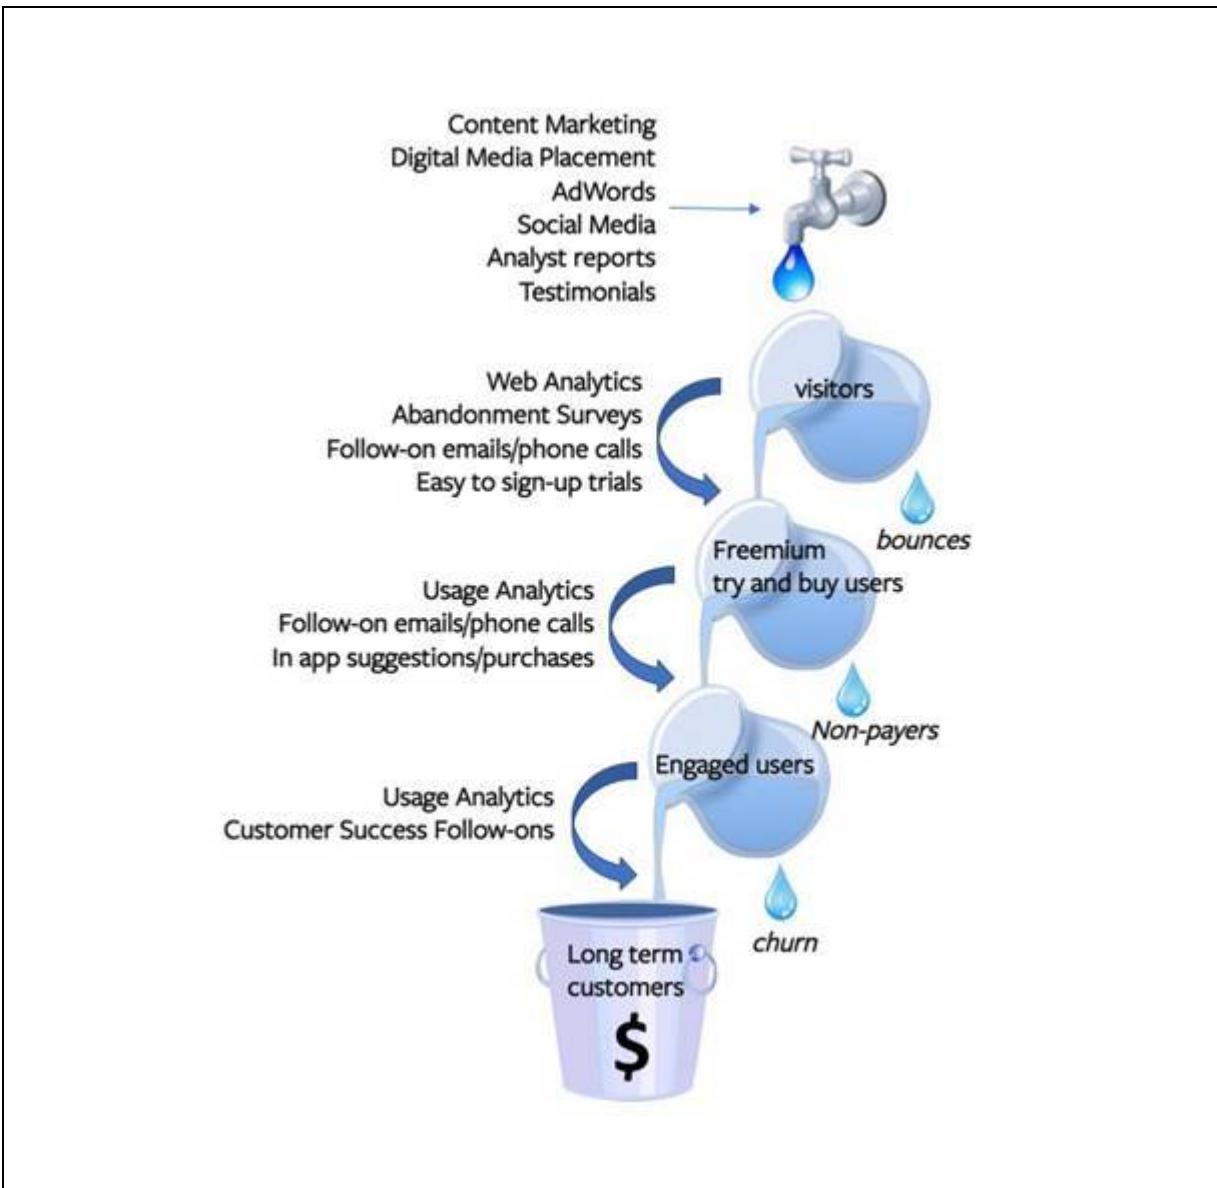 Content Marketing
Digital Media Placement
AdWords
Social Media
Analyst reports
Testimonials
visitors
Web Analytics
Abandonment Surveys
Follow-on emails/phone calls
Easy to sign-up trials
bounces
Freemium
try and buy users
Usage Analytics
Follow-on emails/phone calls
In app suggestions/purchases
Non-payers
Engaged users
Usage Analytics
Customer Success Follow-ons
churn
Long term
customers
$